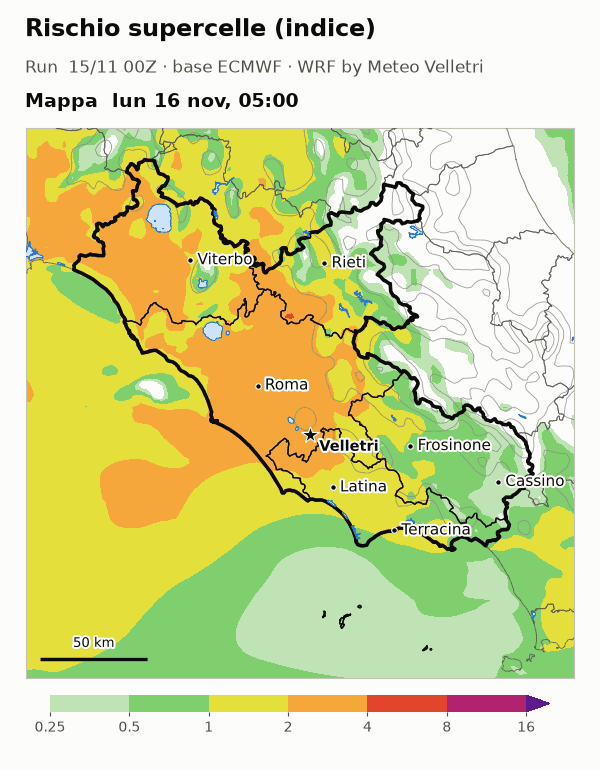 Rischio supercelle (indice)
Run  15/11 00Z · base ECMWF · WRF by Meteo Velletri
Mappa  lun 16 nov, 05:00
Viterbo
Rieti
Roma
Velletri
Frosinone
Cassino
Latina
Terracina
50 km
0.25 0.5 1 2 4 8 16